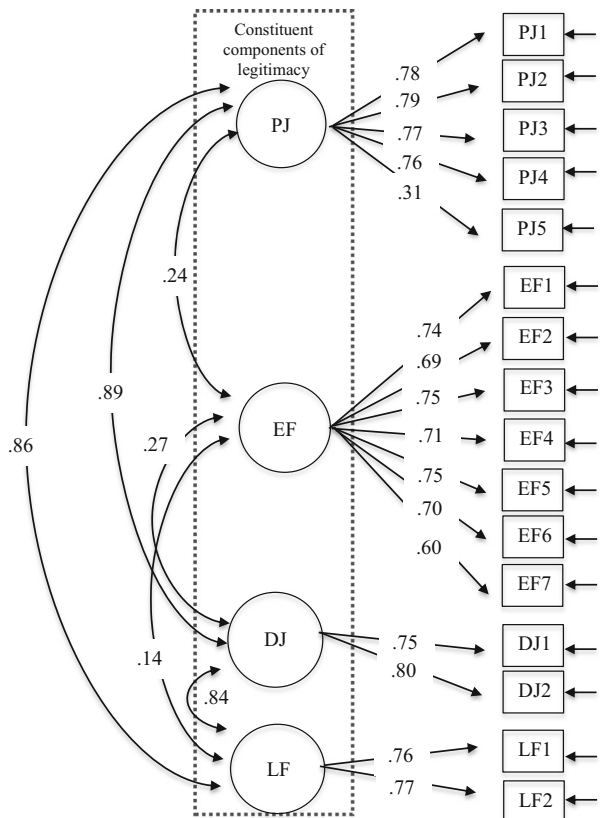 Constituent
components of
legitimacy
PJ
.78
.79
.77
.76
.31
PJ1
PJ2
PJ3
PJ4
PJ5
.24
.89
.86
.27
.14
.84
EF
.74
.69
.75
.71
.75
.70
.60
EF1
EF2
EF3
EF4
EF5
EF6
EF7
DJ
.75
.80
DJ1
DJ2
LF
.76
.77
LF1
LF2